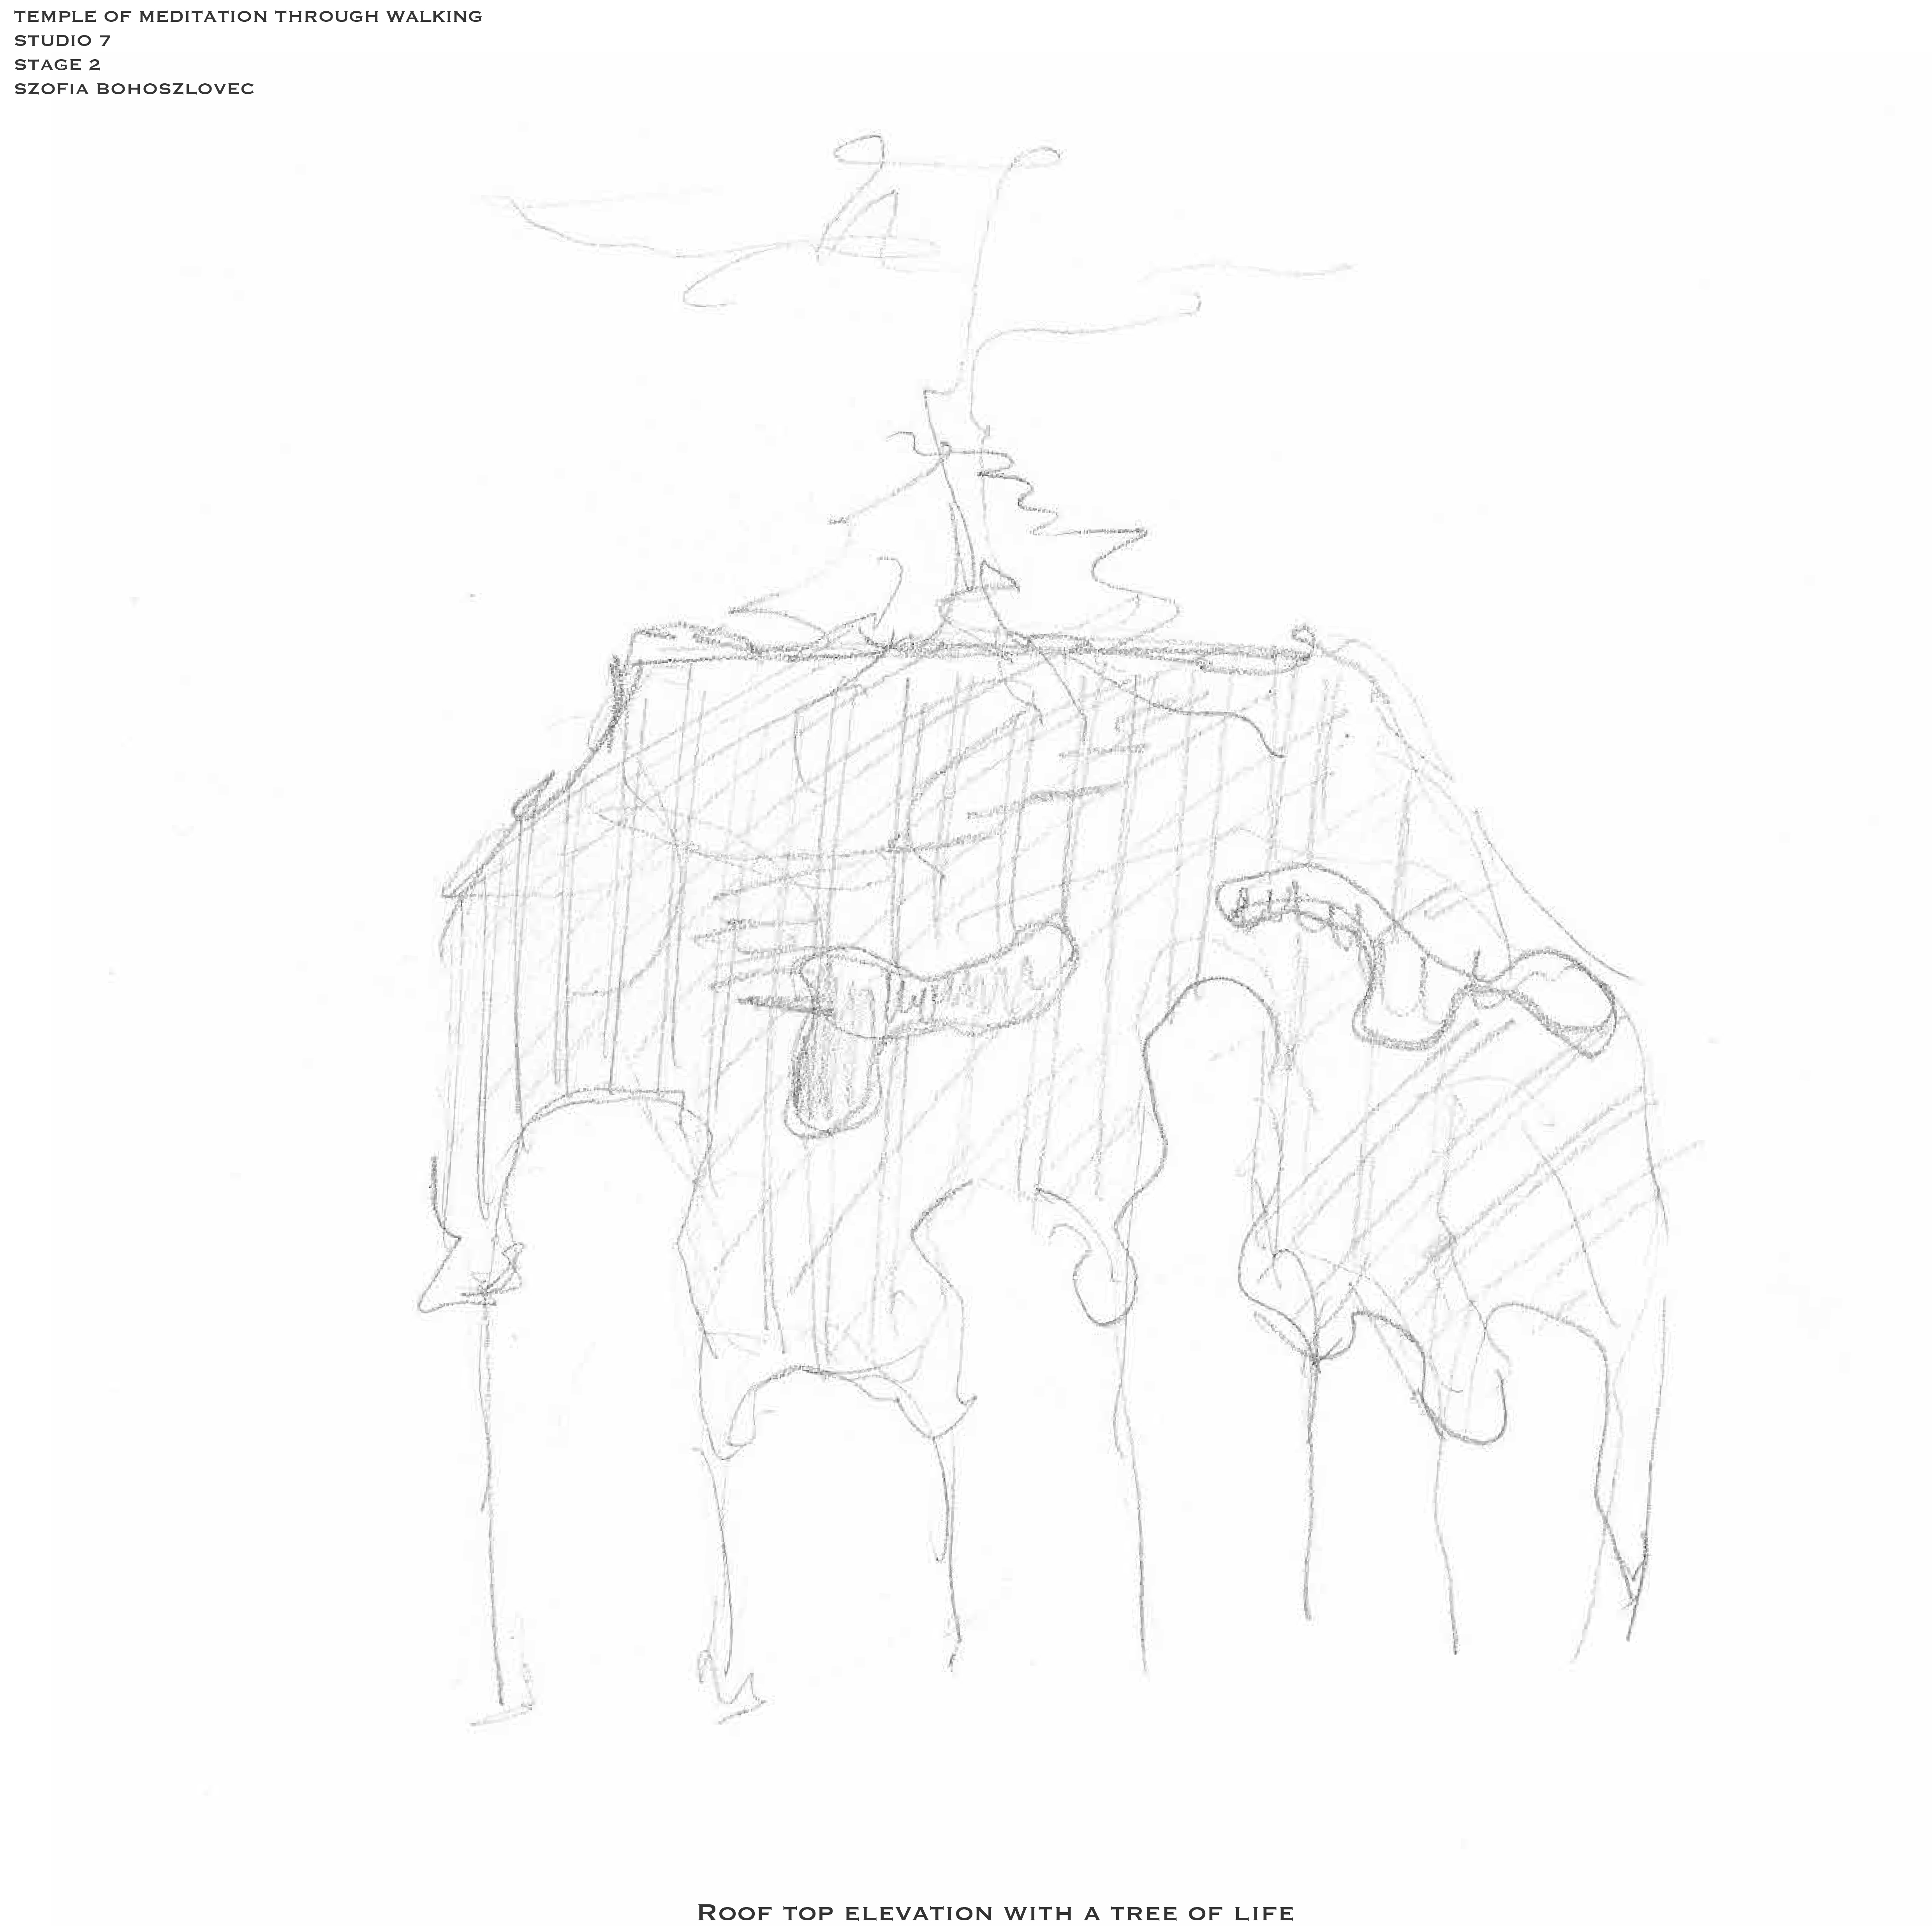 TEMPLE OF MEDITATION THROUGH WALKING
STUDIO 7
STAGE 2
SZOFIA BOHOSZLOVEC
ROOF TOP ELEVATION WITH A TREE OF LIFE